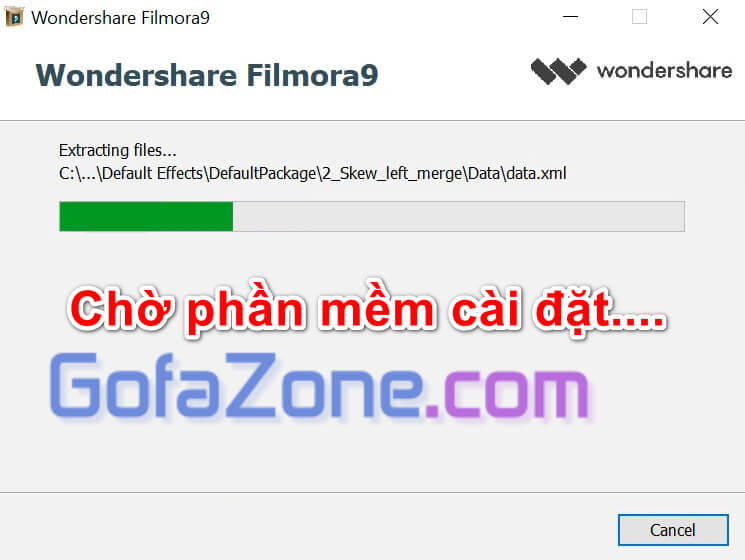 Wondershare Filmora9
Wondershare Filmora9
wondershare
Extracting files...
C:\...\Default Effects\DefaultPackage\2_Skew_left_merge\Data\data.xml
Chờ phần mềm cài đặt....
GofaZone.com
Cancel